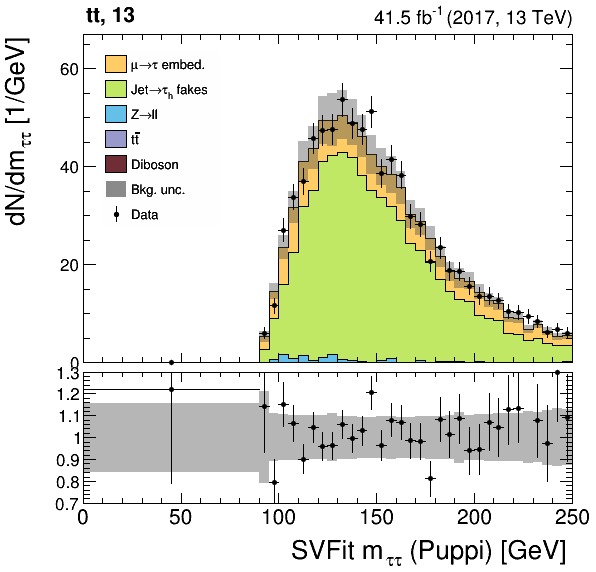 tt, 13
41.5 fb⁻¹ (2017, 13 TeV)
dN/dm_ττ [1/GeV]
60
40
20
0
μ→τ embed.
Jet→τ_h fakes
Z→ll
tt̄
Diboson
Bkg. unc.
Data
1.3
1.2
1.1
1
0.9
0.8
0.7
0 50 100 150 200 250
SVFit m_ττ (Puppi) [GeV]